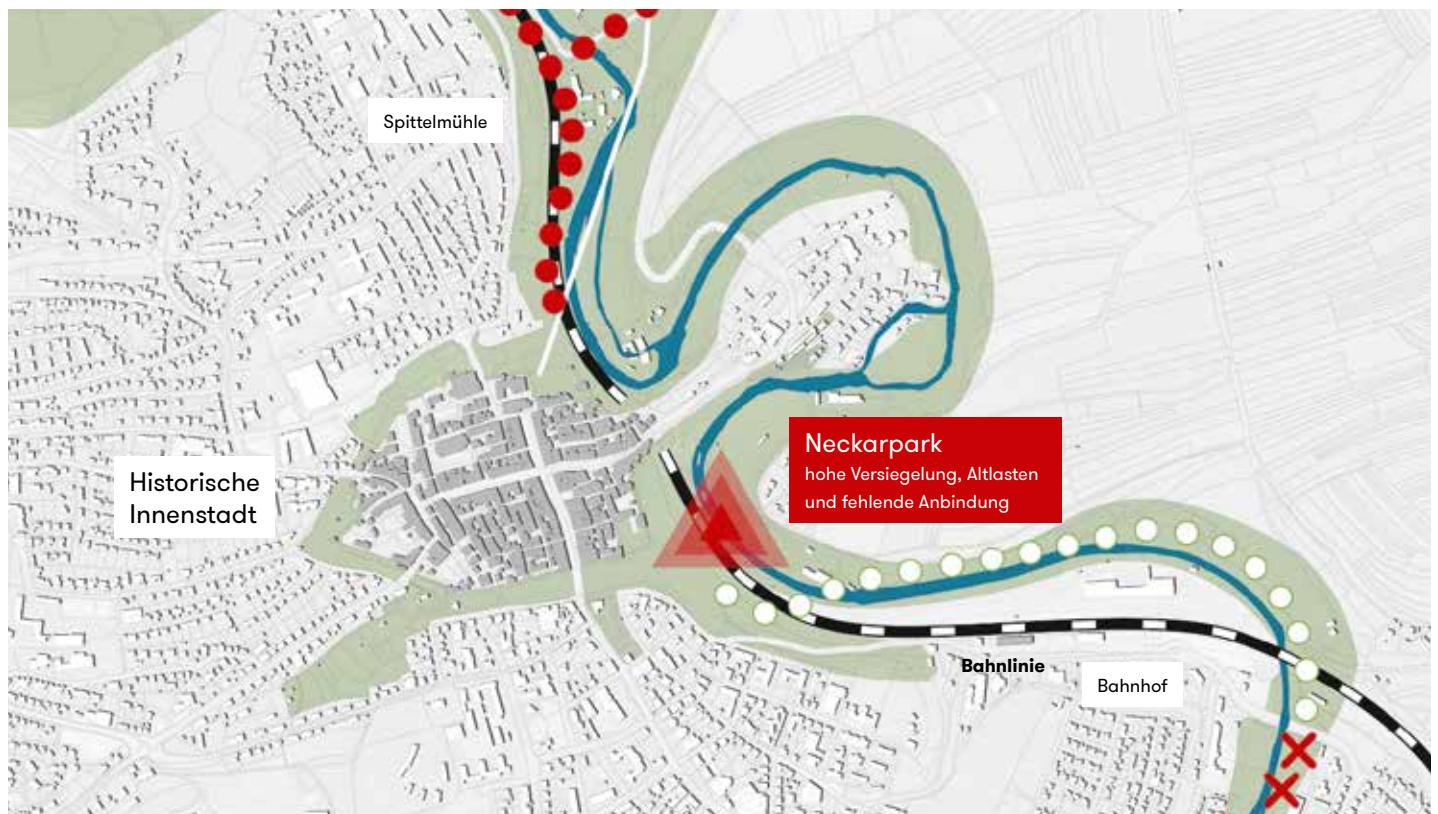 Spittelmühle
Historische
Innenstadt
Neckarpark
hohe Versiegelung, Altlasten
und fehlende Anbindung
Bahnlinie
Bahnhof